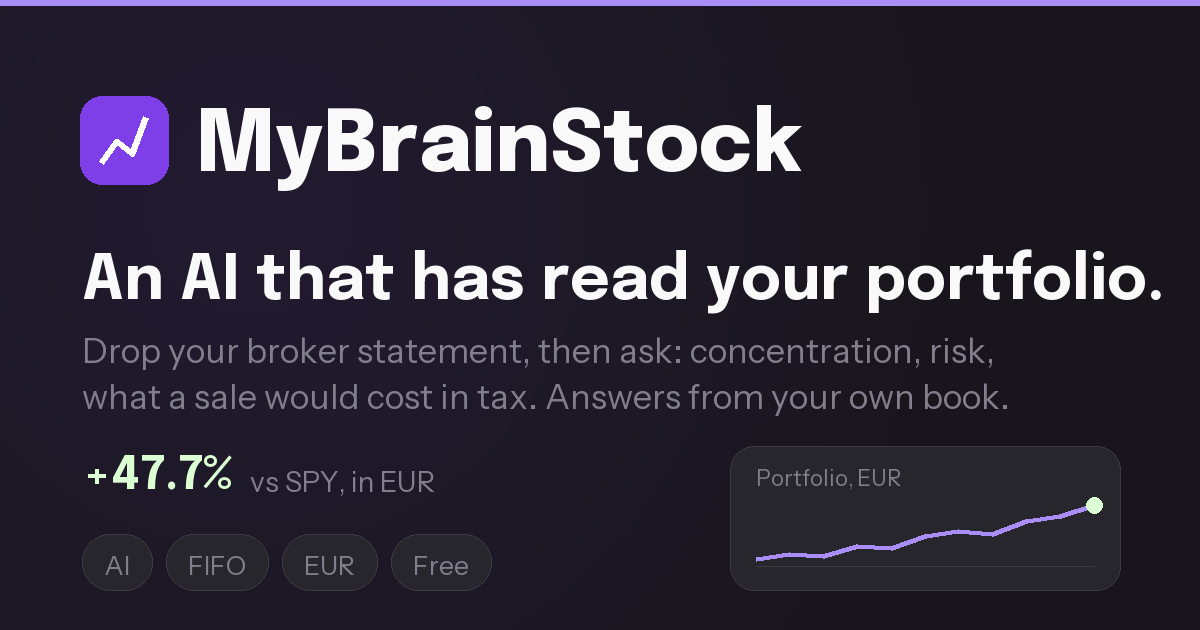 MyBrainStock
An AI that has read your portfolio.
Drop your broker statement, then ask: concentration, risk,
what a sale would cost in tax. Answers from your own book.
+47.7% vs SPY, in EUR
Portfolio, EUR
AI FIFO EUR Free